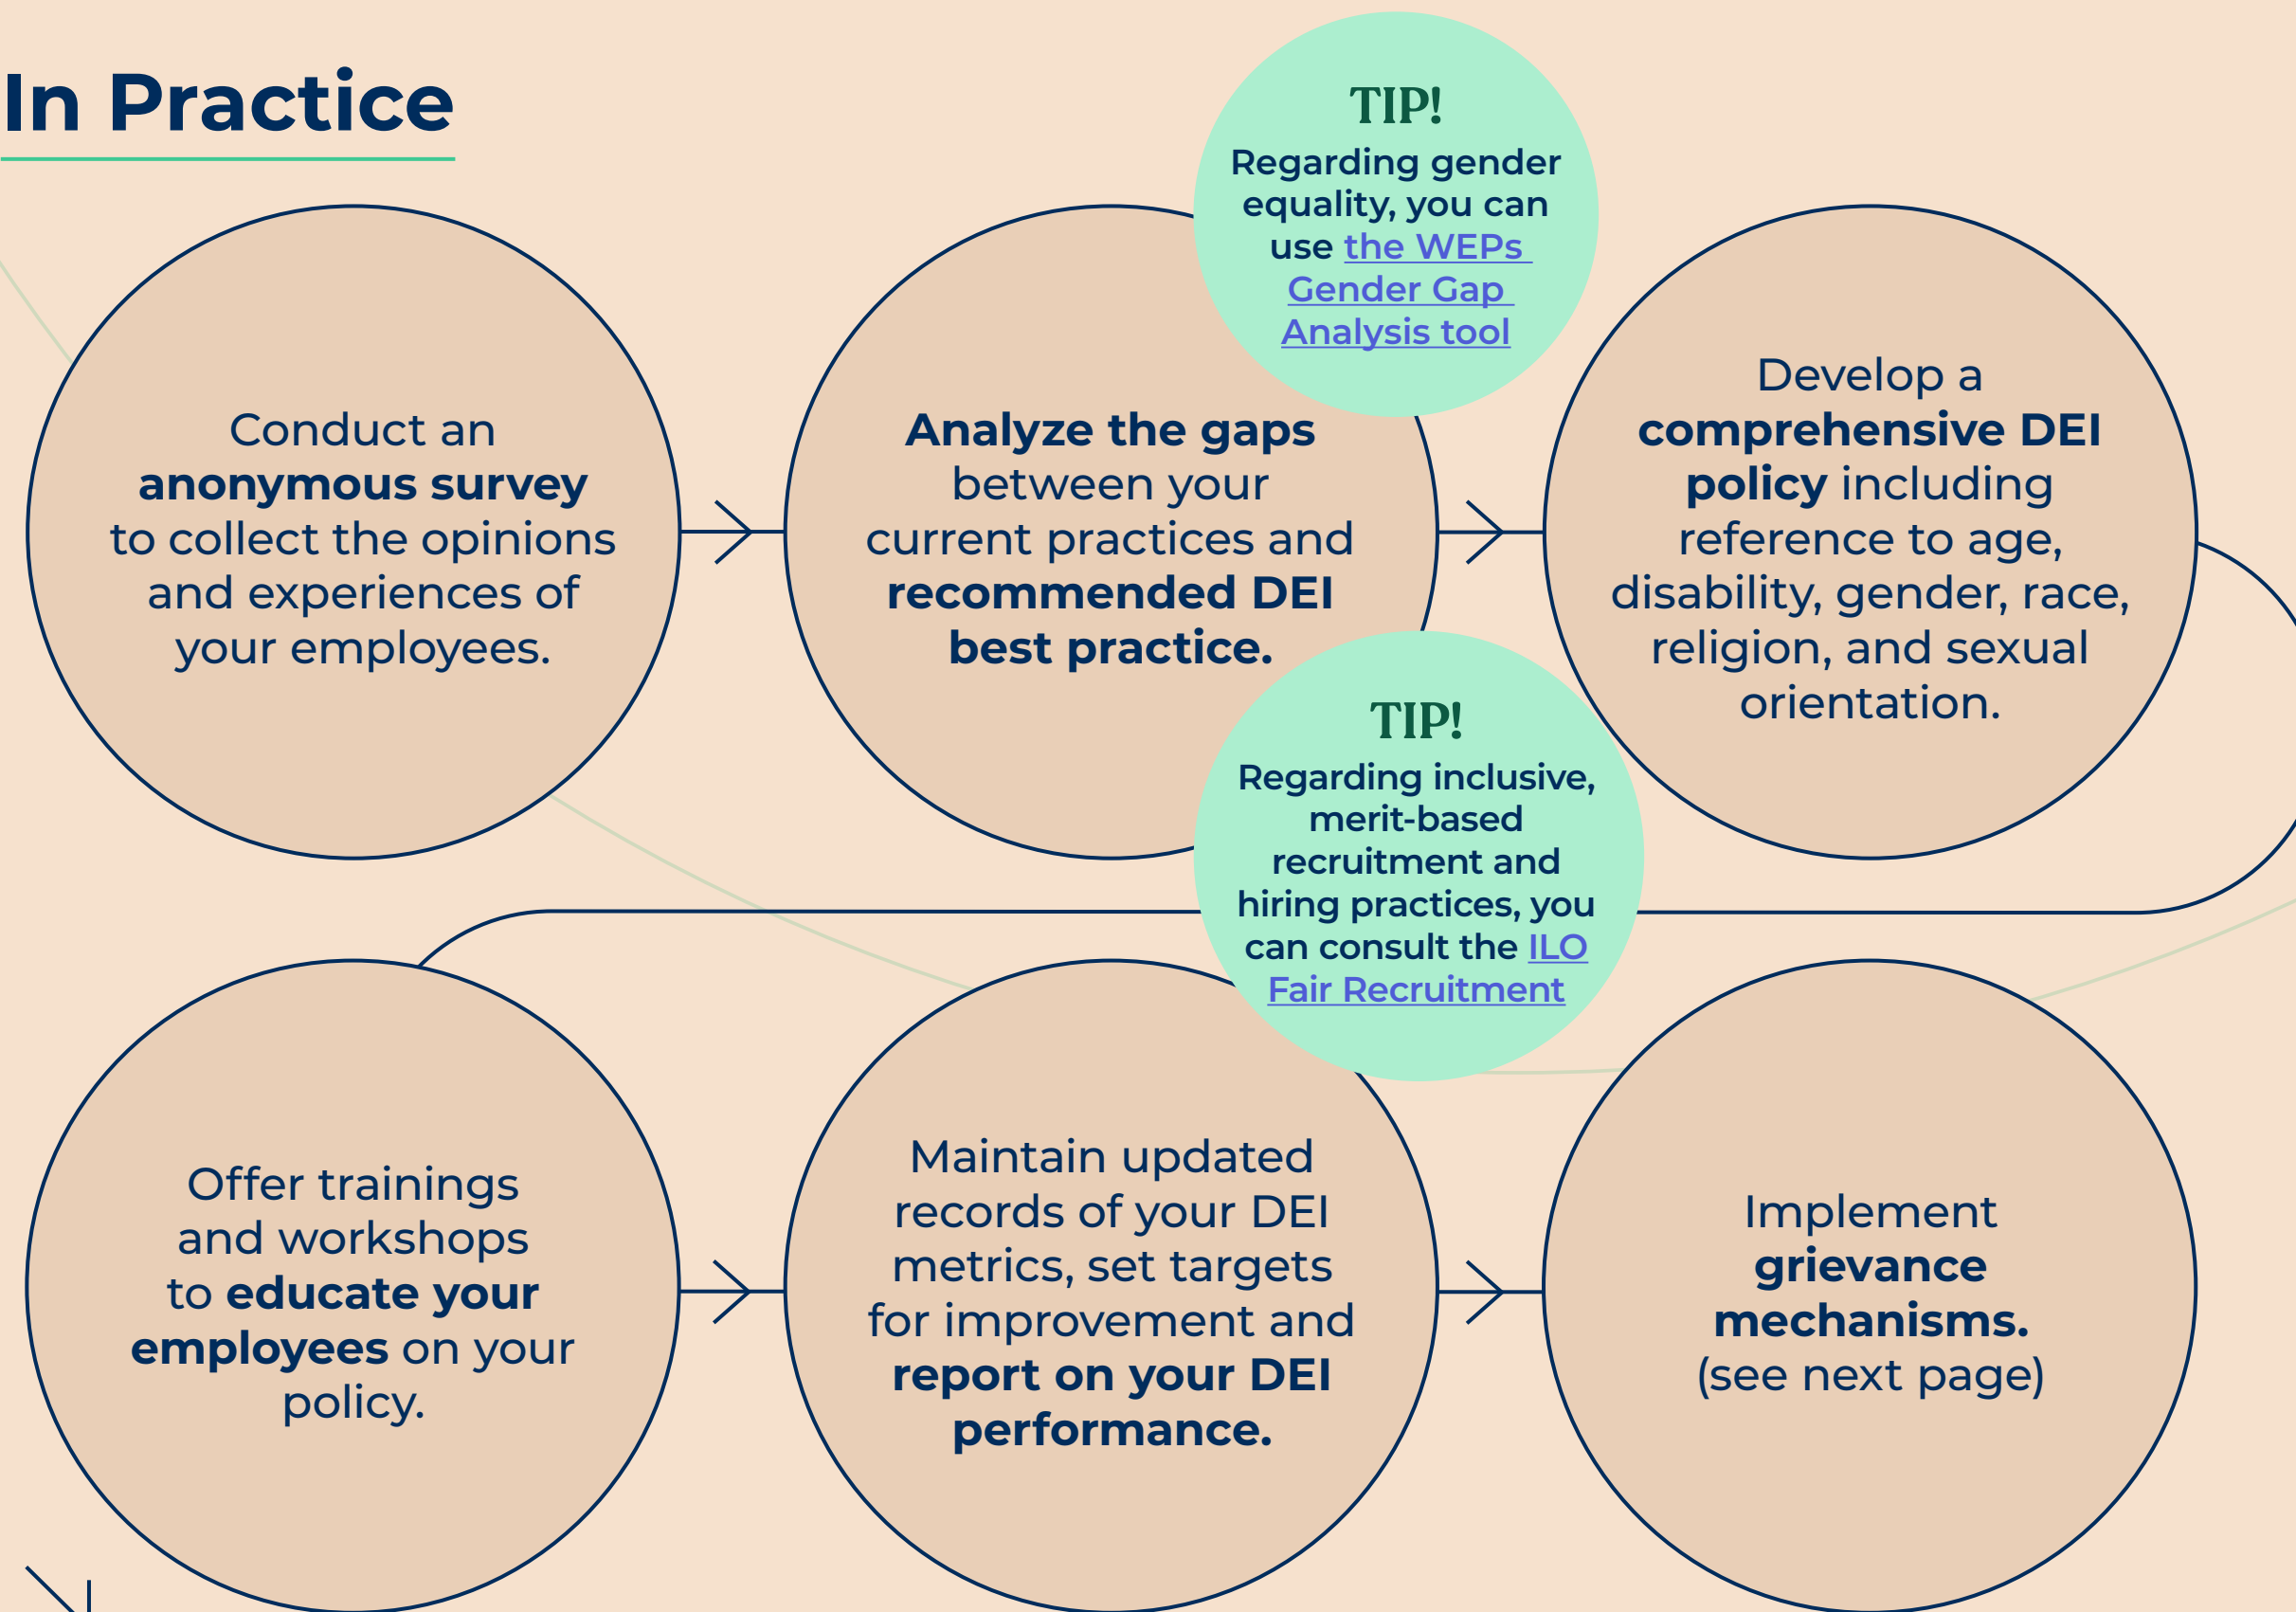 In Practice
Conduct an
anonymous survey
to collect the opinions
and experiences of
your employees.
Analyze the gaps
between your
current practices and
recommended DEI
best practice.
TIP!
Regarding gender
equality, you can
use the WEPs
Gender Gap
Analysis tool
TIP!
Regarding inclusive,
merit-based
recruitment and
hiring practices, you
can consult the ILO
Fair Recruitment
Develop a
comprehensive DEI
policy including
reference to age,
disability, gender, race,
religion, and sexual
orientation.
Offer trainings
and workshops
to educate your
employees on your
policy.
Maintain updated
records of your DEI
metrics, set targets
for improvement and
report on your DEI
performance.
Implement
grievance
mechanisms.
(see next page)